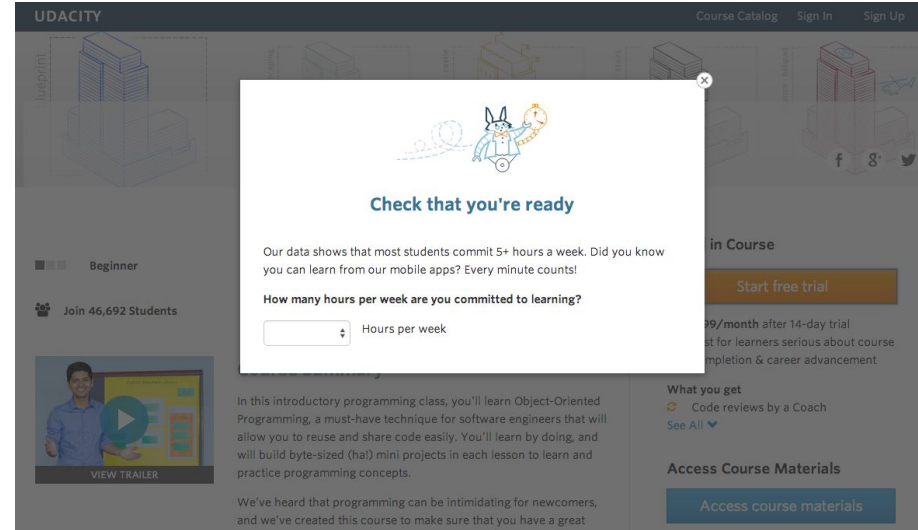 UDACITY
Course Catalog Sign In Sign Up
blueprint
Check that you're ready
Our data shows that most students commit 5+ hours a week. Did you know
you can learn from our mobile apps? Every minute counts!
How many hours per week are you committed to learning?
Hours per week
Beginner
Join 46,692 Students
VIEW TRAILER
In this introductory programming class, you'll learn Object-Oriented
Programming, a must-have technique for software engineers that will
allow you to reuse and share code easily. You'll learn by doing, and
will build byte-sized (ha!) mini projects in each lesson to learn and
practice programming concepts.
We've heard that programming can be intimidating for newcomers,
and we've created this course to make sure that you have a great
in Course
Start free trial
99/month after 14-day trial
st for learners serious about course
mpletion & career advancement
What you get
Code reviews by a Coach
See All
Access Course Materials
Access course materials